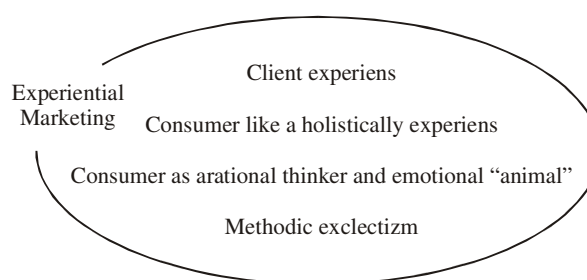 Client experiens
Experiential
Marketing
Consumer like a holistically experiens
Consumer as arational thinker and emotional “animal”
Methodic exclectizm